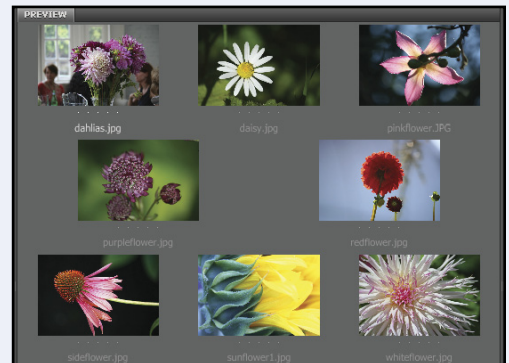 PREVIEW
dahlias.jpg
daisy.jpg
pinkflower.JPG
purpleflower.jpg
redflower.jpg
sideflower.jpg
sunflower1.jpg
whiteflower.jpg